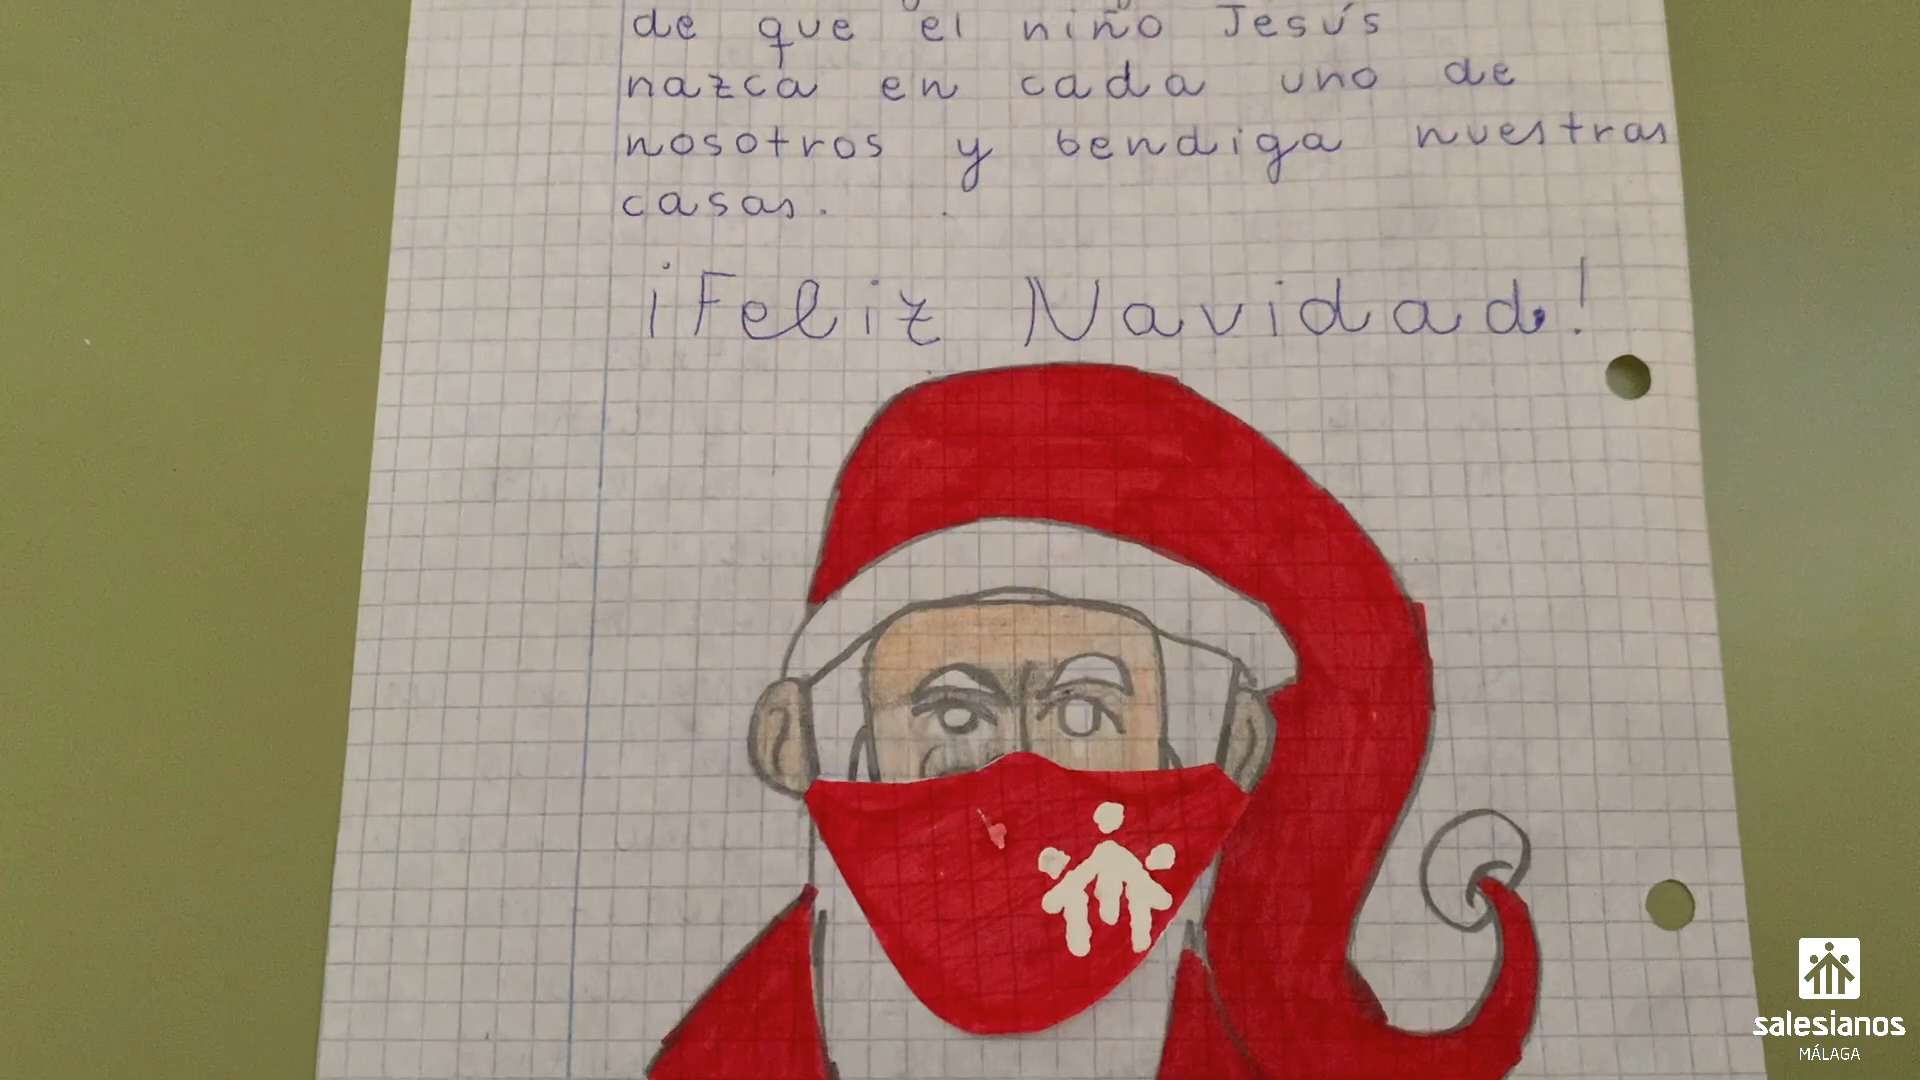 de que el niño Jesús
nazca en cada uno de
nosotros y bendiga nuestras
casas.
¡Feliz Navidad!
salesianos
MÁLAGA